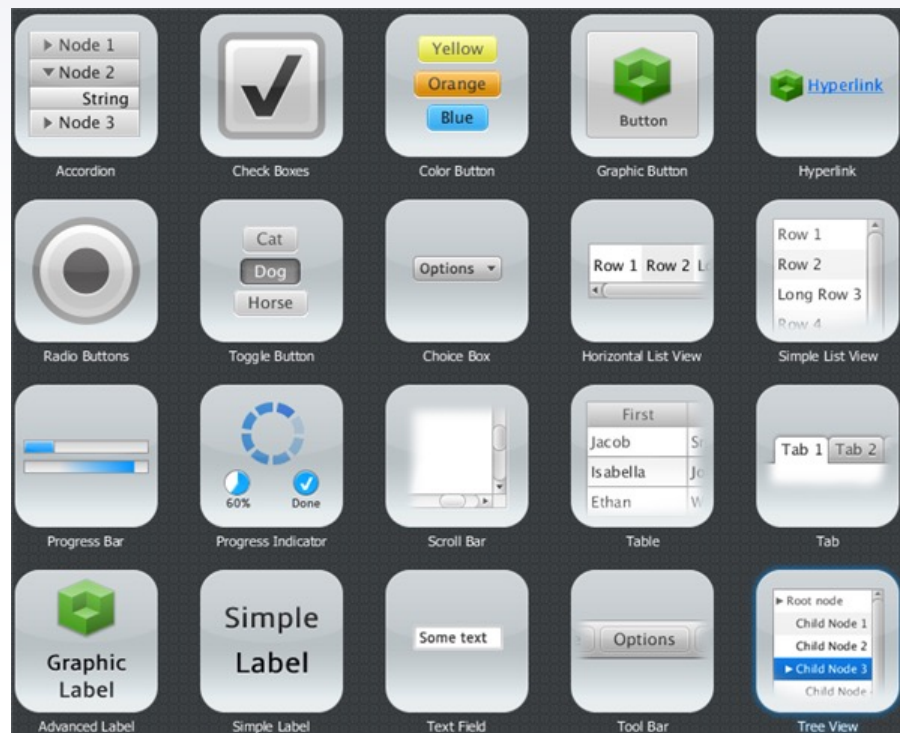 Node 1
Node 2
String
Node 3
Accordion
Check Boxes
Yellow
Orange
Blue
Color Button
Button
Graphic Button
Hyperlink
Hyperlink
Radio Buttons
Cat
Dog
Horse
Toggle Button
Options
Choice Box
Row 1 Row 2
Horizontal List View
Row 1
Row 2
Long Row 3
Row 4
Simple List View
Progress Bar
60% Done
Progress Indicator
Scroll Bar
First
Jacob
Isabella
Ethan
Table
Tab 1 Tab 2
Tab
Graphic
Label
Advanced Label
Simple
Label
Simple Label
Some text
Text Field
Options
Tool Bar
Root node
Child Node 1
Child Node 2
Child Node 3
Child Node
Tree View